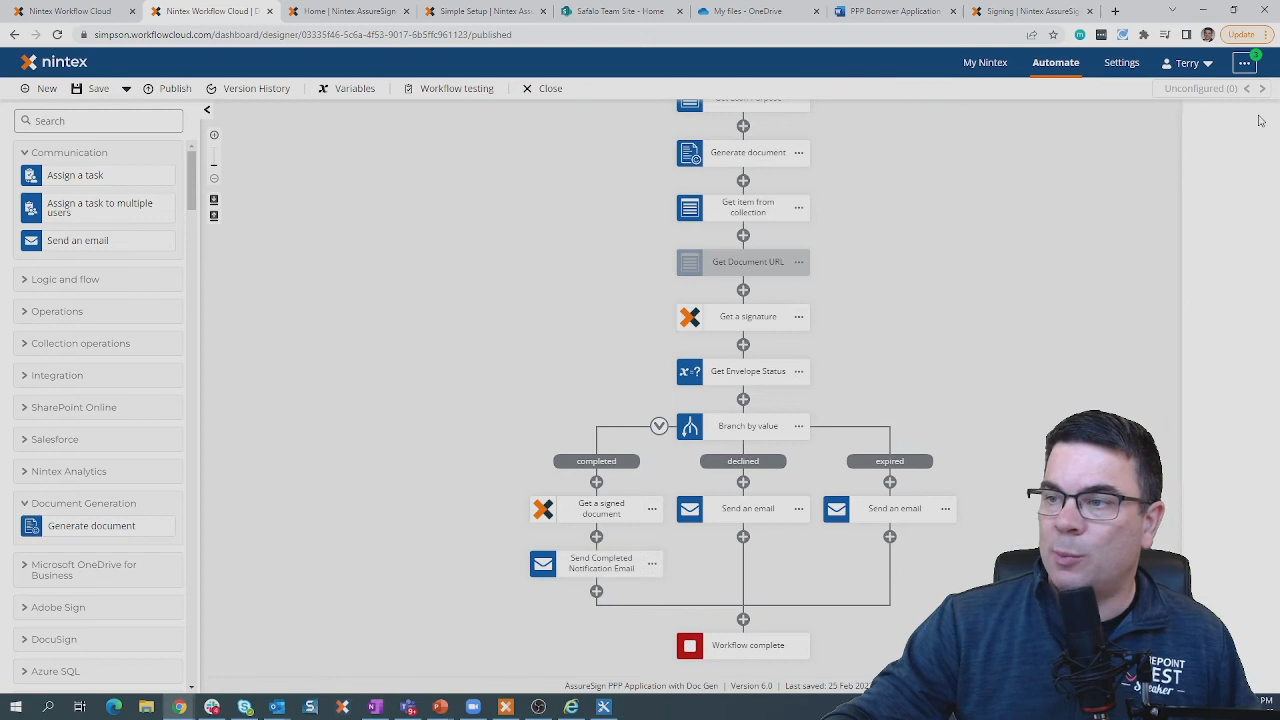 Nintex Workflow Cloud
Nintex Workflow Cloud | D
Home | Nintex AssureSign
Simple Setup | Nintex AssureSi
Safalo Team Site - Home
My files - OneDrive
PPP Borrower Application
Signing | Nintex AssureSign
simpson.workflowcloud.com/dashboard/designer/03335f46-5c6a-4f53-9017-6b5ffc961123/published
Update
nintex
My Nintex
Automate
Settings
Terry
New
Save
Publish
Version History
Variables
Workflow testing
Close
Unconfigured (0)
Search
Communication
Assign a task
Assign a task to multiple
users
Send an email
Logic and flow
Operations
Collection operations
Integration
SharePoint Online
Salesforce
Nintex Analytics
Document Generation
Generate document
Microsoft OneDrive for
Business
Adobe Sign
DocuSign
Azure SQL
Generate document
Get item from
collection
Get Document URL
Get a signature
x=?
Get Envelope Status
Branch by value
completed
declined
expired
Get a signed
document
Send an email
Send an email
Send Completed
Notification Email
Workflow complete
AssureSign PPP Application with Doc Gen | Version 6.0 | Last saved: 25 Feb 202
BEST
Speaker
PM